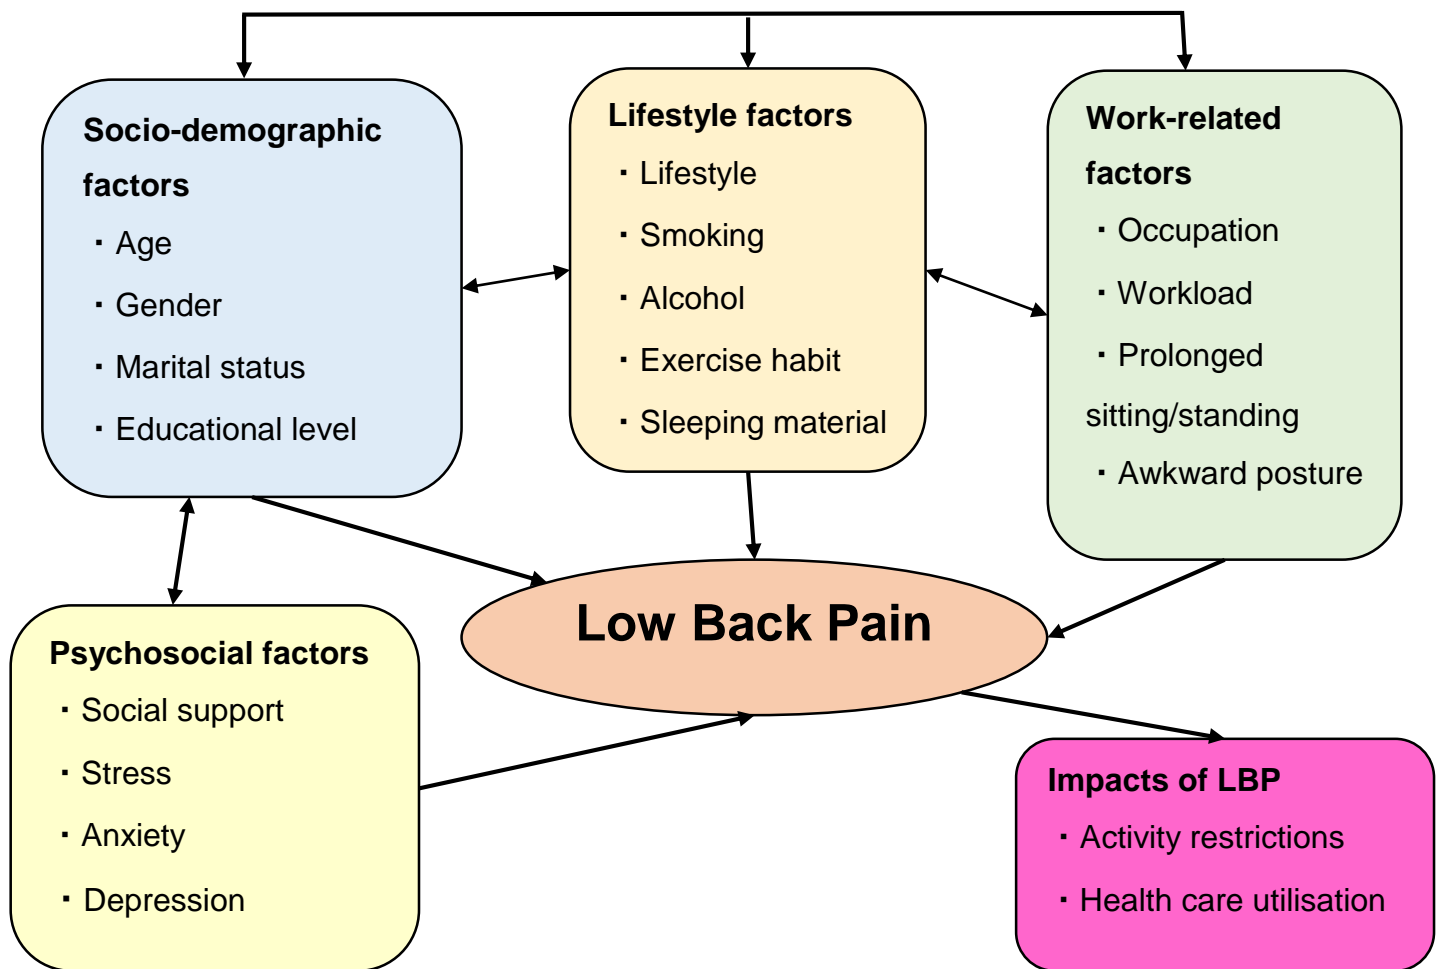 Socio-demographic
factors
▪ Age
▪ Gender
▪ Marital status
▪ Educational level
Lifestyle factors
▪ Lifestyle
▪ Smoking
▪ Alcohol
▪ Exercise habit
▪ Sleeping material
Work-related
factors
▪ Occupation
▪ Workload
▪ Prolonged
sitting/standing
▪ Awkward posture
Low Back Pain
Psychosocial factors
▪ Social support
▪ Stress
▪ Anxiety
▪ Depression
Impacts of LBP
▪ Activity restrictions
▪ Health care utilisation